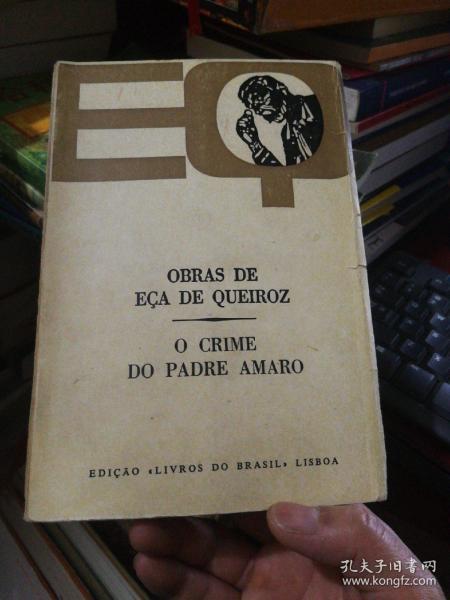 EQ
OBRAS DE
EÇA DE QUEIROZ
O CRIME
DO PADRE AMARO
EDIÇÃO «LIVROS DO BRASIL» LISBOA
孔夫子旧书网
www.kongfz.com